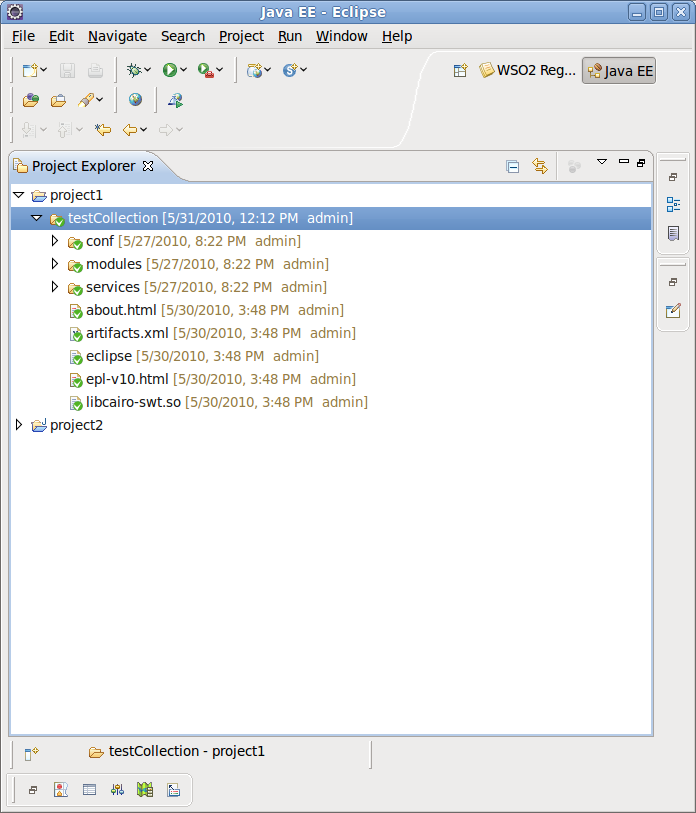 Java EE - Eclipse
File Edit Navigate Search Project Run Window Help
WSO2 Reg... Java EE
Project Explorer
project1
testCollection [5/31/2010, 12:12 PM admin]
conf [5/27/2010, 8:22 PM admin]
modules [5/27/2010, 8:22 PM admin]
services [5/27/2010, 8:22 PM admin]
about.html [5/30/2010, 3:48 PM admin]
artifacts.xml [5/30/2010, 3:48 PM admin]
eclipse [5/30/2010, 3:48 PM admin]
epl-v10.html [5/30/2010, 3:48 PM admin]
libcairo-swt.so [5/30/2010, 3:48 PM admin]
project2
testCollection - project1